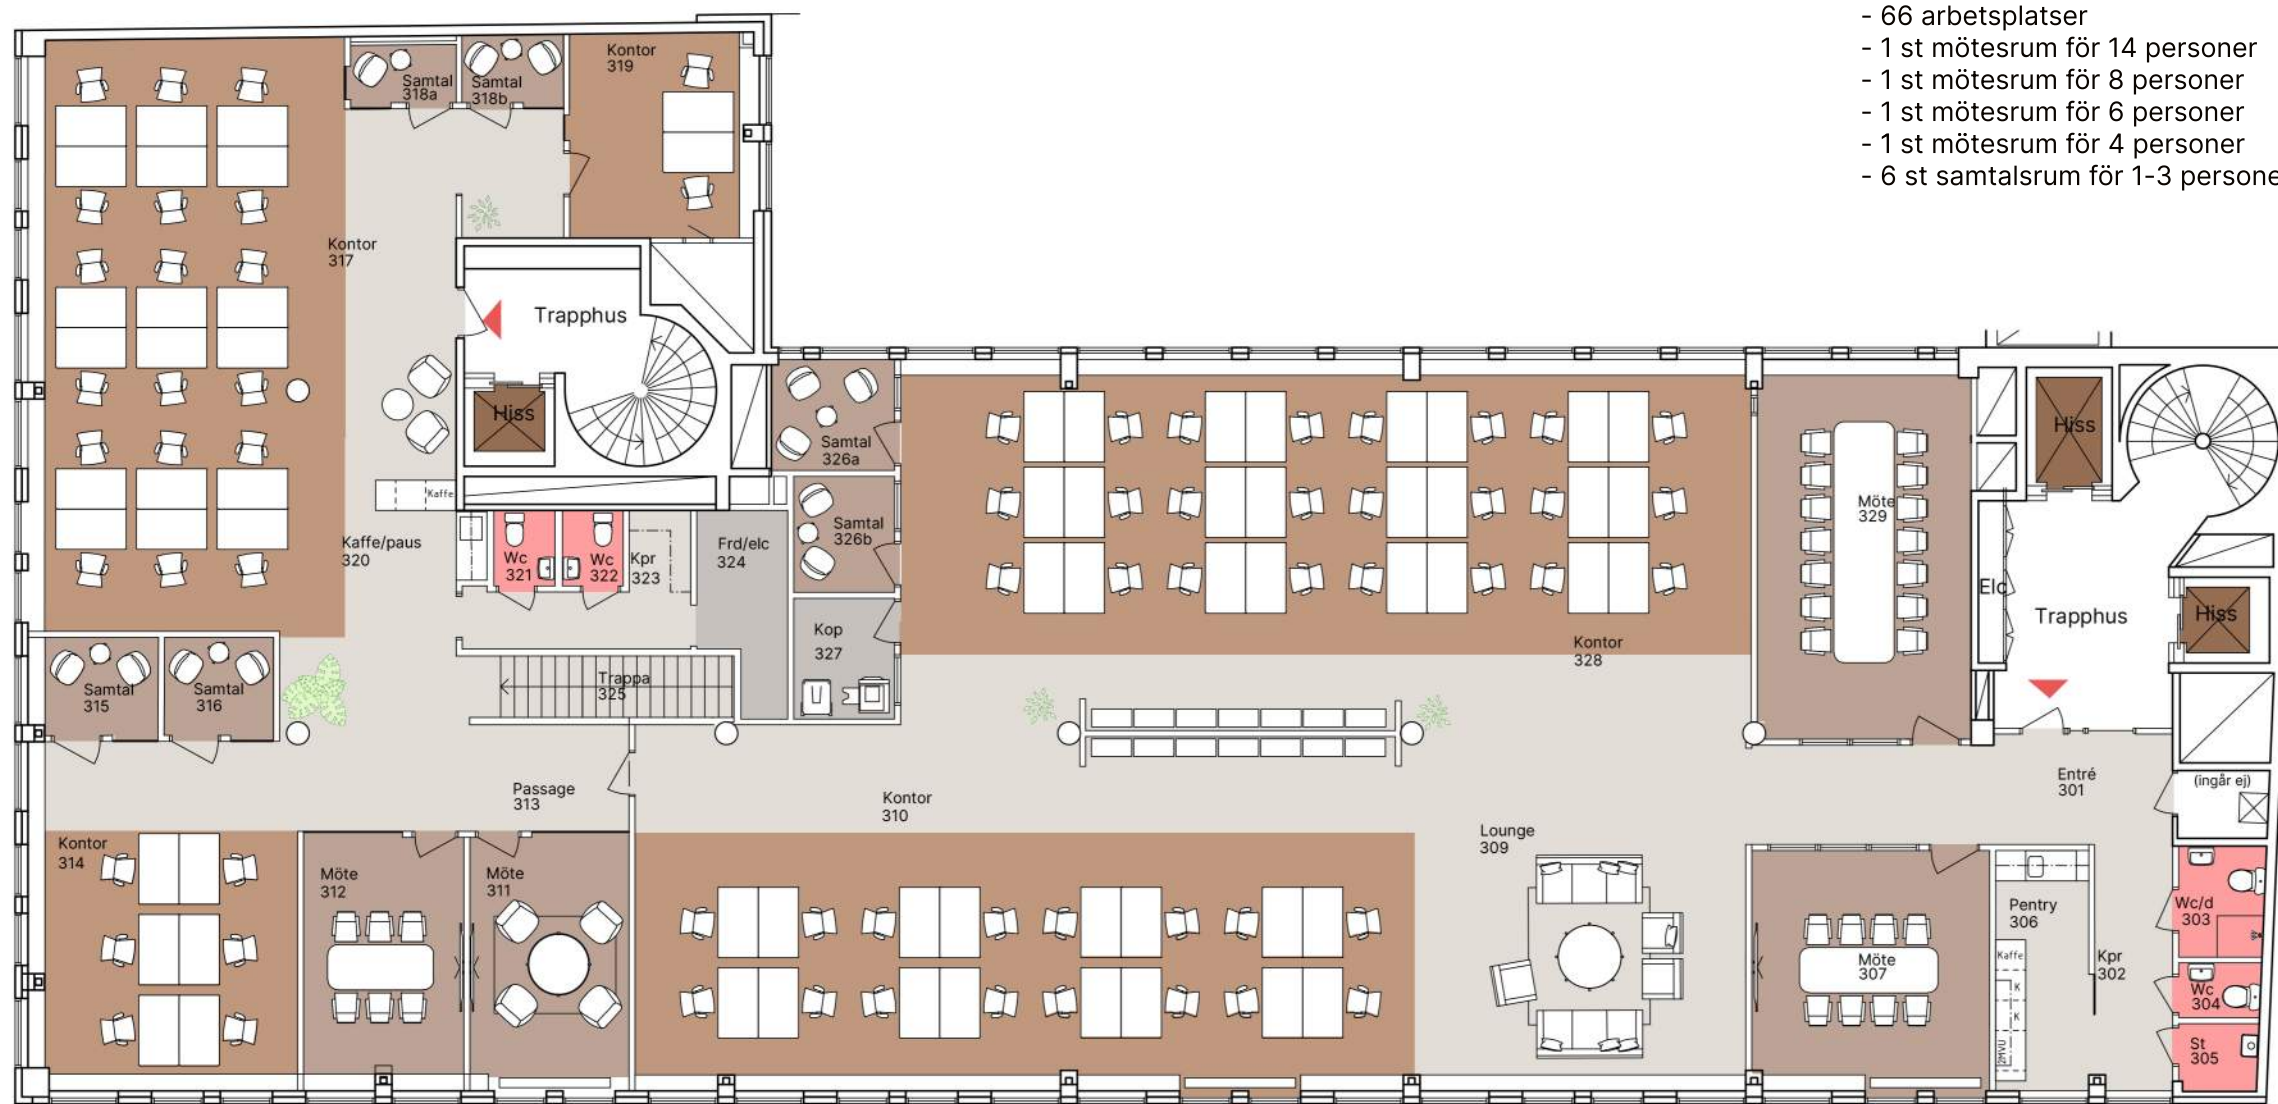 - 66 arbetsplatser
- 1 st mötesrum för 14 personer
- 1 st mötesrum för 8 personer
- 1 st mötesrum för 6 personer
- 1 st mötesrum för 4 personer
- 6 st samtalsrum för 1-3 persone
Kontor
319
Samtal
318a
Samtal
318b
Kontor
317
Trapphus
Hiss
Kaffe
Kaffe/paus
320
Wc
321
Wc
322
Kpr
323
Frd/elc
324
Samtal
326a
Samtal
326b
Kop
327
Trappa
325
Samtal
315
Samtal
316
Kontor
328
Möte
329
Hiss
Elc
Trapphus
Hiss
Passage
313
Kontor
310
Entré
301
(ingår ej)
Kontor
314
Möte
312
Möte
311
Lounge
309
Möte
307
Pentry
306
Kaffe
K
K
2MVU
Kpr
302
Wc/d
303
Wc
304
St
305